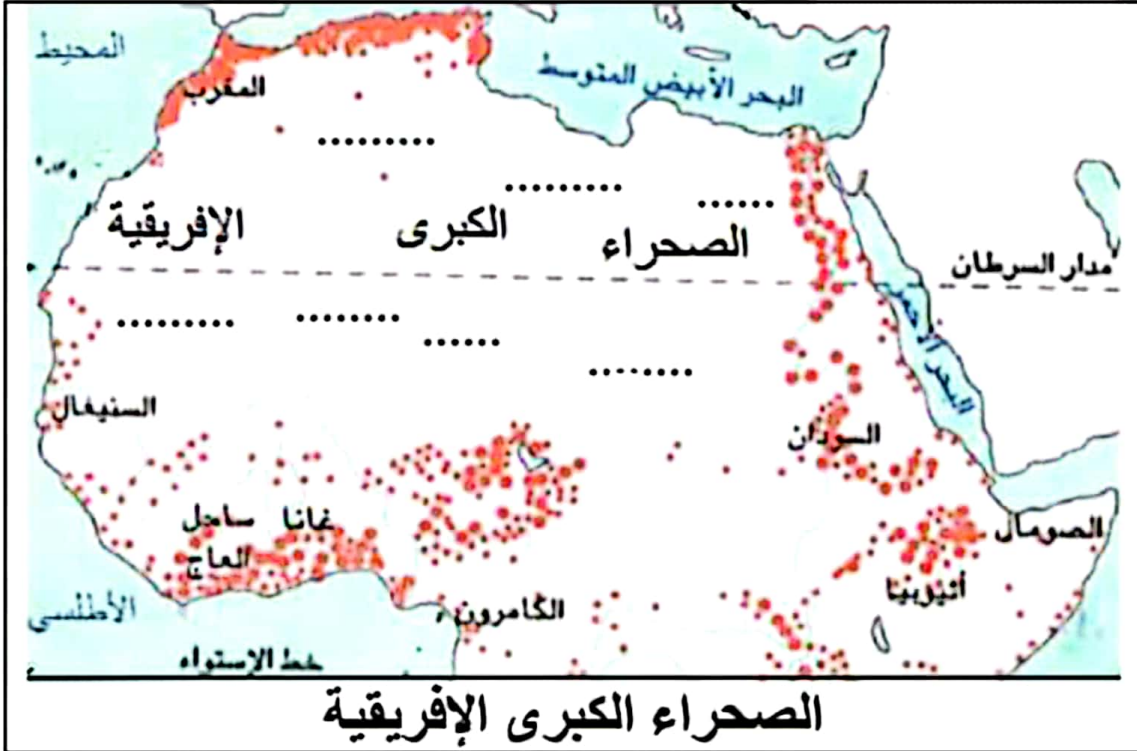 المحيط
المغرب
البحر الأبيض المتوسط
..........
..........
.......
الصحراء الكبرى الإفريقية
مدار السرطان
..........
.........
.......
.........
البحر الأحمر
السنيغال
السودان
غانا
ساحل
العاج
الصومال
أثيوبيا
الكامرون
الأطلسي
خط الإستواء
الصحراء الكبرى الإفريقية